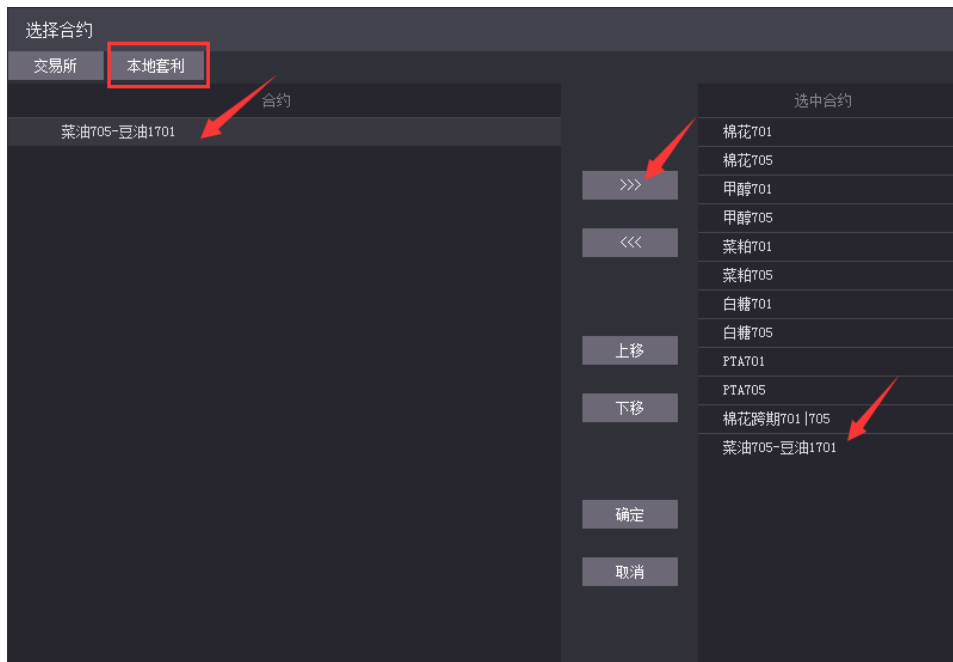 选择合约
交易所
本地套利
合约
菜油705-豆油1701
>>>
<<<
上移
下移
确定
取消
选中合约
棉花701
棉花705
甲醇701
甲醇705
菜粕701
菜粕705
白糖701
白糖705
PTA701
PTA705
棉花跨期701|705
菜油705-豆油1701